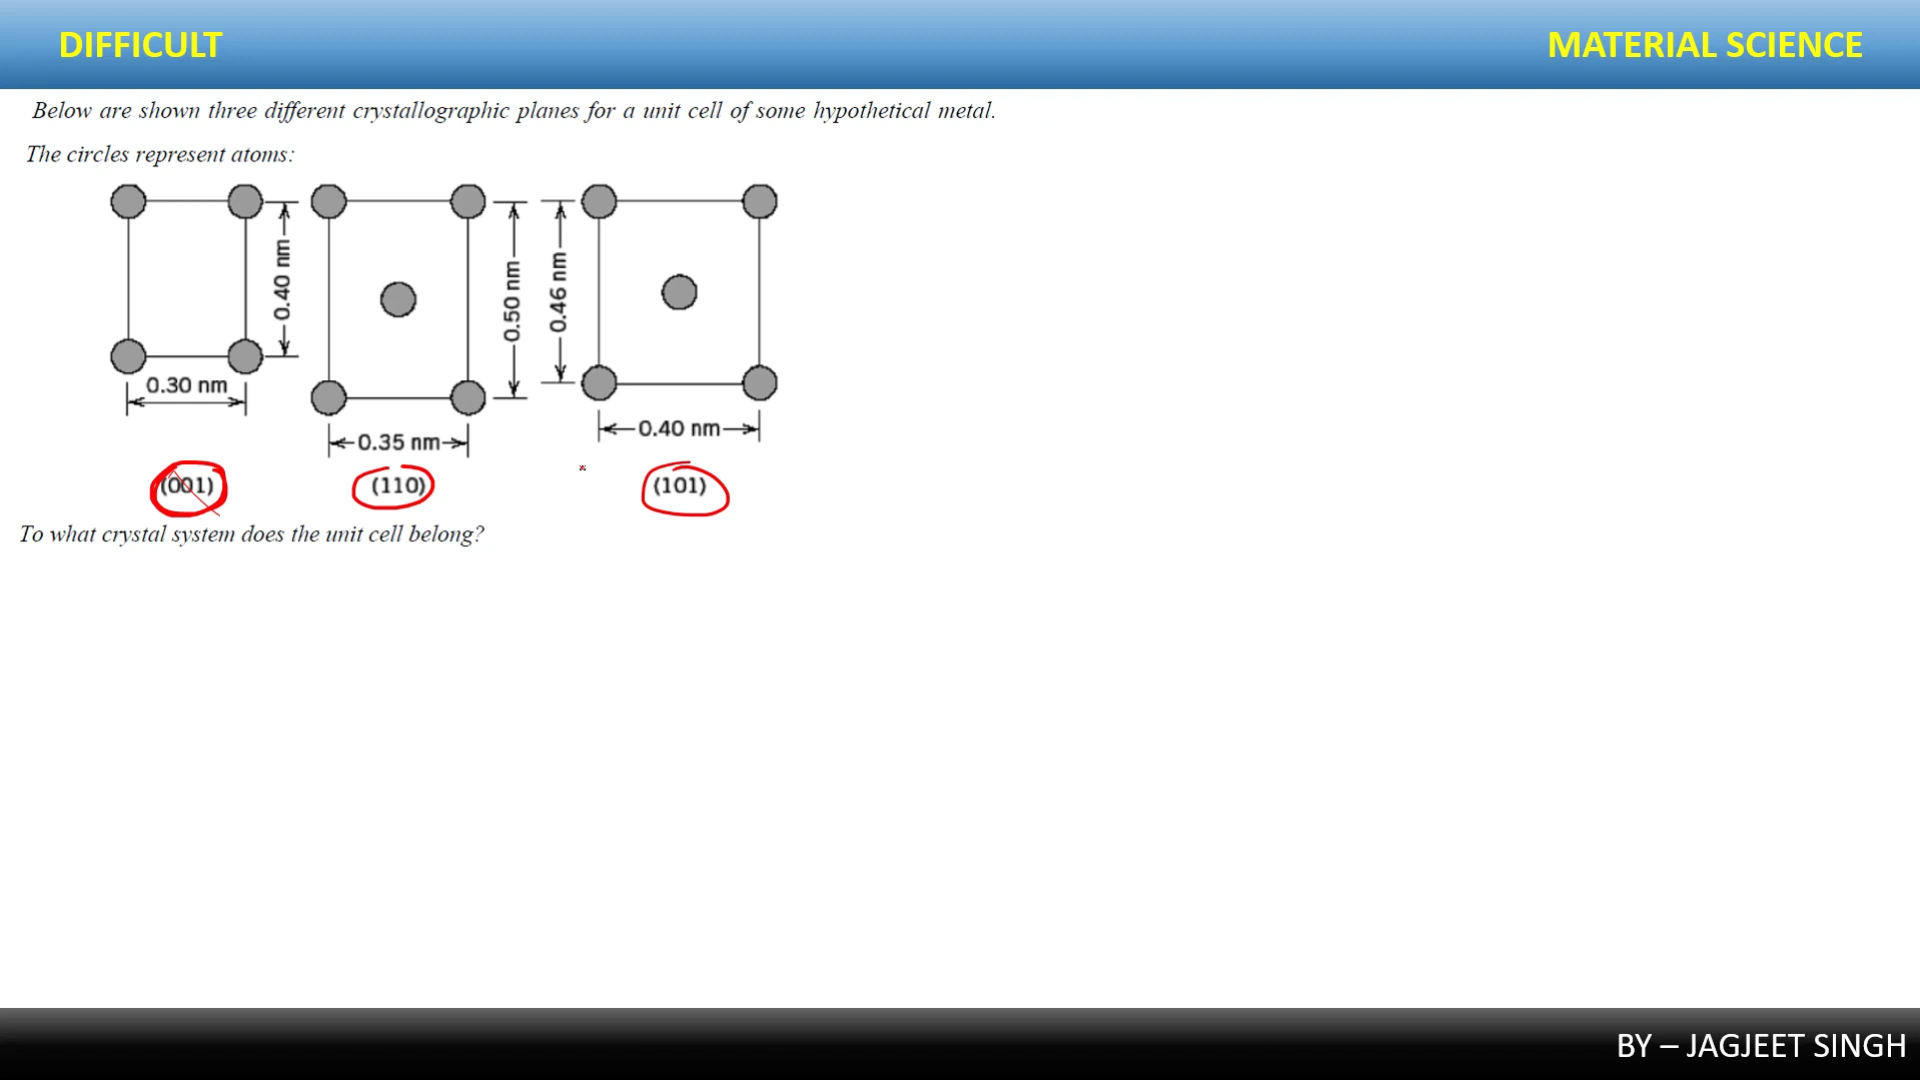 DIFFICULT
MATERIAL SCIENCE
Below are shown three different crystallographic planes for a unit cell of some hypothetical metal.
The circles represent atoms:
0.40 nm
0.30 nm
(001)
0.50 nm
0.35 nm
(110)
0.46 nm
0.40 nm
(101)
To what crystal system does the unit cell belong?
BY – JAGJEET SINGH